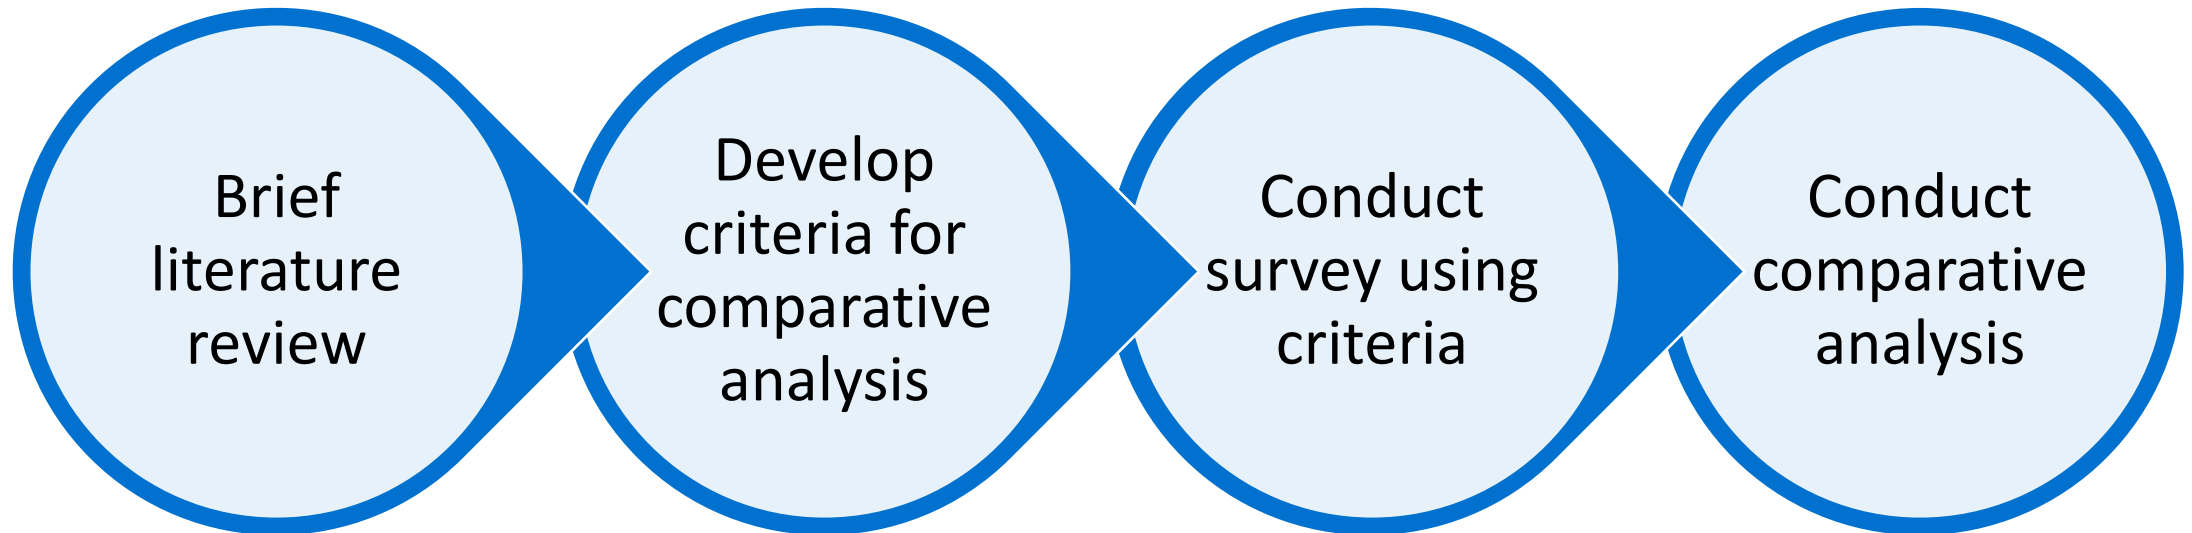 Brief
literature
review
Develop
criteria for
comparative
analysis
Conduct
survey using
criteria
Conduct
comparative
analysis